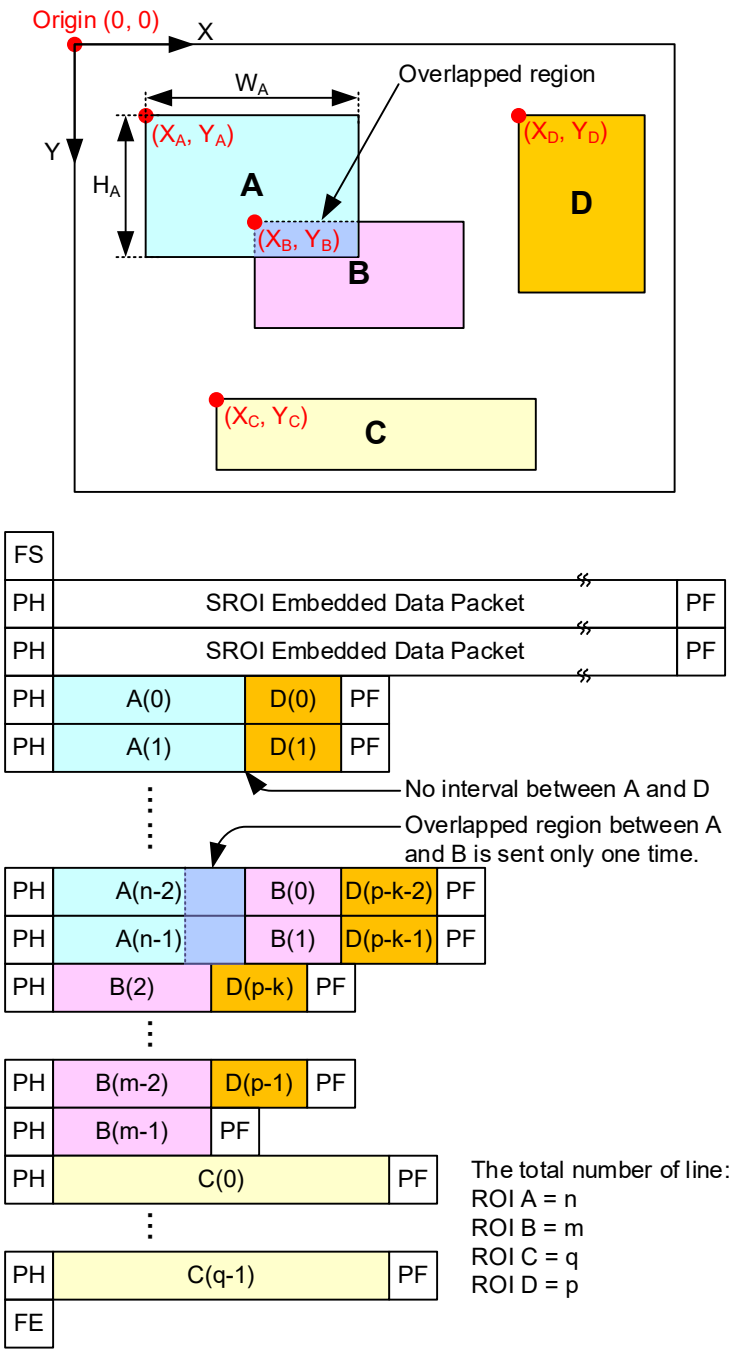 Origin (0, 0)
X
Overlapped region
W_A
(X_A, Y_A)
(X_D, Y_D)
Y
H_A
A
D
(X_B, Y_B)
B
(X_C, Y_C)
C
FS
PH SROI Embedded Data Packet PF
PH SROI Embedded Data Packet PF
PH A(0) D(0) PF
PH A(1) D(1) PF
No interval between A and D
Overlapped region between A
and B is sent only one time.
PH A(n-2) B(0) D(p-k-2) PF
PH A(n-1) B(1) D(p-k-1) PF
PH B(2) D(p-k) PF
PH B(m-2) D(p-1) PF
PH B(m-1) PF
PH C(0) PF
The total number of line:
ROI A = n
ROI B = m
ROI C = q
ROI D = p
PH C(q-1) PF
FE